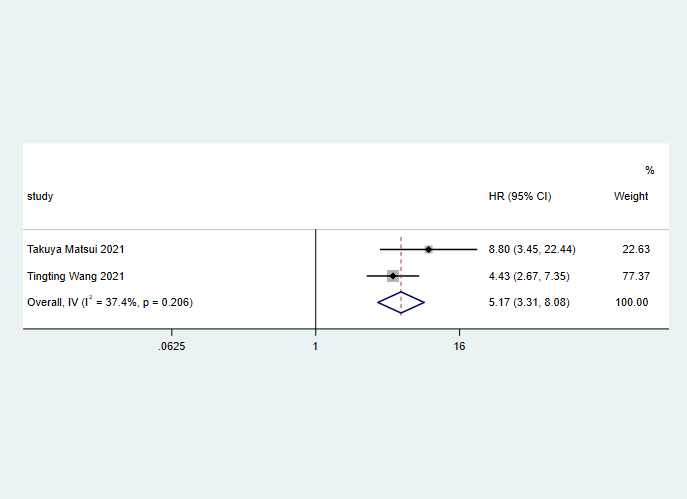 %
study HR (95% CI) Weight
Takuya Matsui 2021 8.80 (3.45, 22.44) 22.63
Tingting Wang 2021 4.43 (2.67, 7.35) 77.37
Overall, IV (I² = 37.4%, p = 0.206) 5.17 (3.31, 8.08) 100.00
.0625 1 16